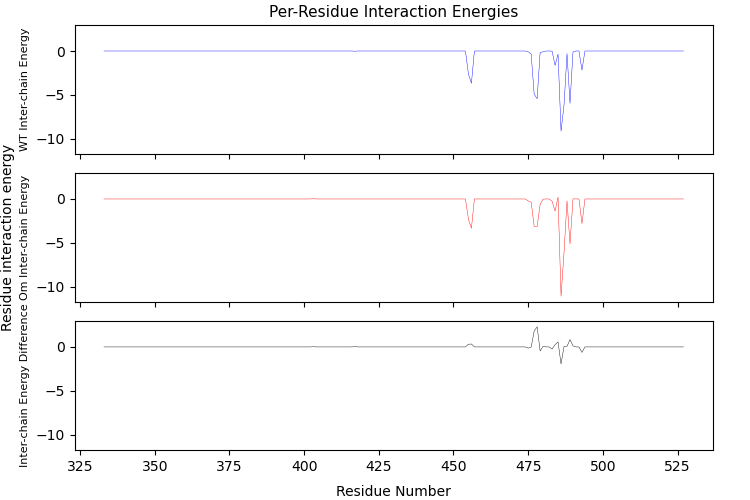 Per-Residue Interaction Energies
Residue interaction energy
WT Inter-chain Energy
0
−5
−10
Om Inter-chain Energy
0
−5
−10
Inter-chain Energy Difference
0
−5
−10
325 350 375 400 425 450 475 500 525
Residue Number